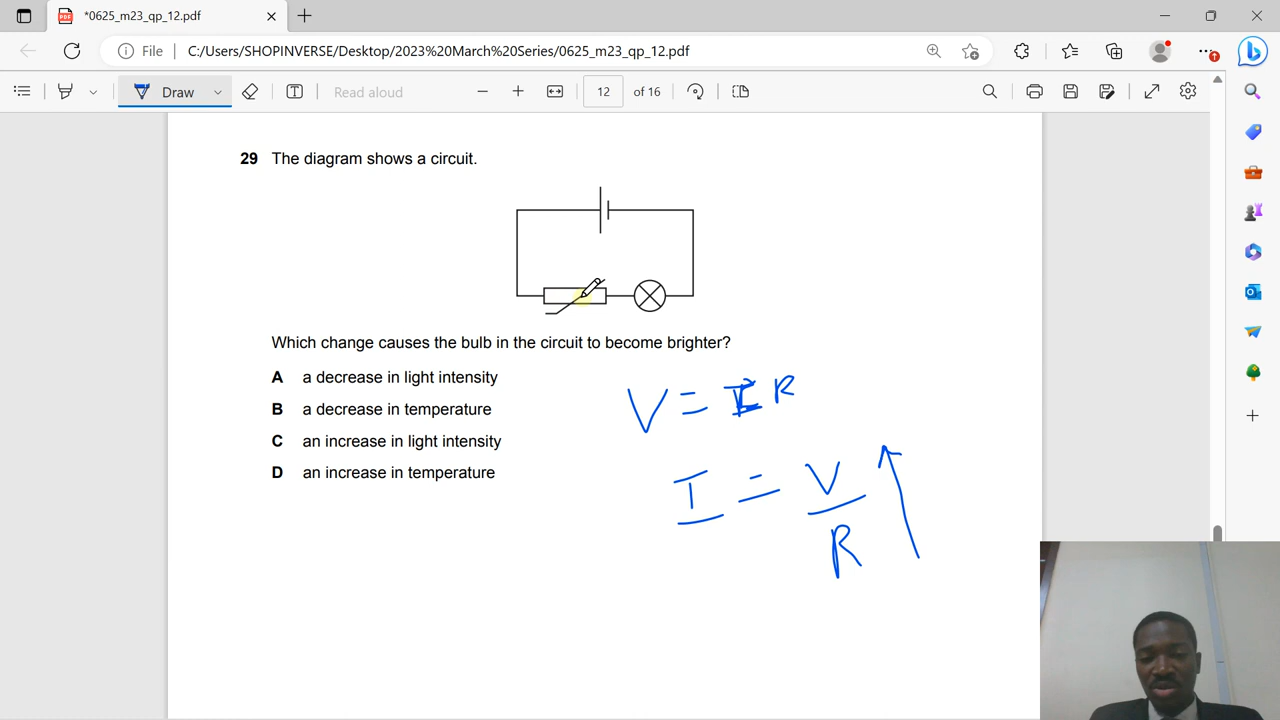 *0625_m23_qp_12.pdf
File C:/Users/SHOPINVERSE/Desktop/2023%20March%20Series/0625_m23_qp_12.pdf
Draw Read aloud 12 of 16
29 The diagram shows a circuit.
Which change causes the bulb in the circuit to become brighter?
A a decrease in light intensity
B a decrease in temperature
C an increase in light intensity
D an increase in temperature
V = I R
I = V
R